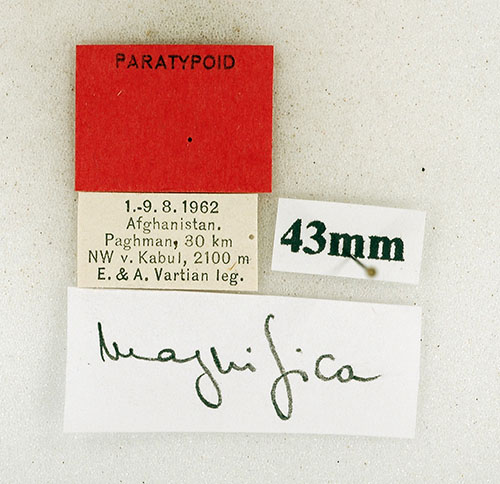 PARATYPOID
1.-9. 8. 1962
Afghanistan.
Paghman, 30 km
NW v. Kabul, 2100 m
E. & A. Vartian leg.
43mm
magnifica